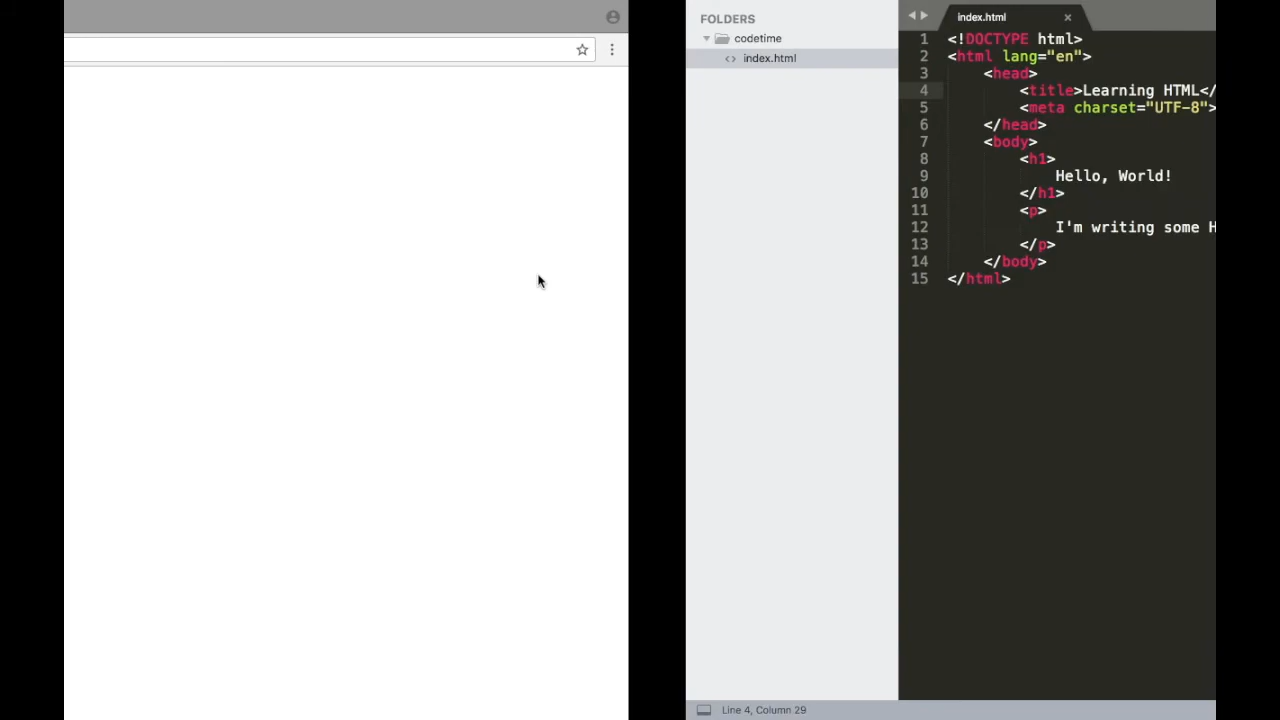 FOLDERS
codetime
<> index.html
index.html ×
1 <!DOCTYPE html>
2 <html lang="en">
3 <head>
4 <title>Learning HTML</
5 <meta charset="UTF-8">
6 </head>
7 <body>
8 <h1>
9 Hello, World!
10 </h1>
11 <p>
12 I'm writing some H
13 </p>
14 </body>
15 </html>
Line 4, Column 29